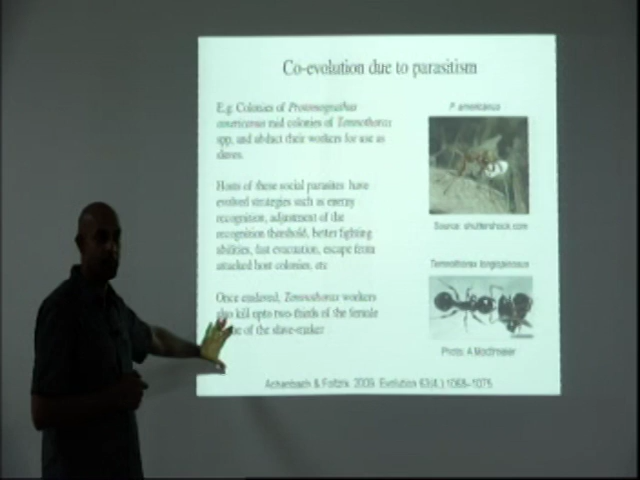 Co-evolution due to parasitism
E.g. Colonies of Protomognathus
americanus raid colonies of Temnothorax
spp. and abduct their workers for use as
slaves.
Hosts of these social parasites have
evolved strategies such as enemy
recognition, adjustment of the
recognition threshold, better fighting
abilities, fast evacuation, escape from
attacked host colonies, etc
Once enslaved, Temnothorax workers
also kill upto two-thirds of the female
of the slave-maker
P. americanus
Source: shutterstock.com
Temnothorax longispinosus
Photo: A Modlmeier
Achenbach & Foitzik. 2009. Evolution 63(4.) 1068–1075